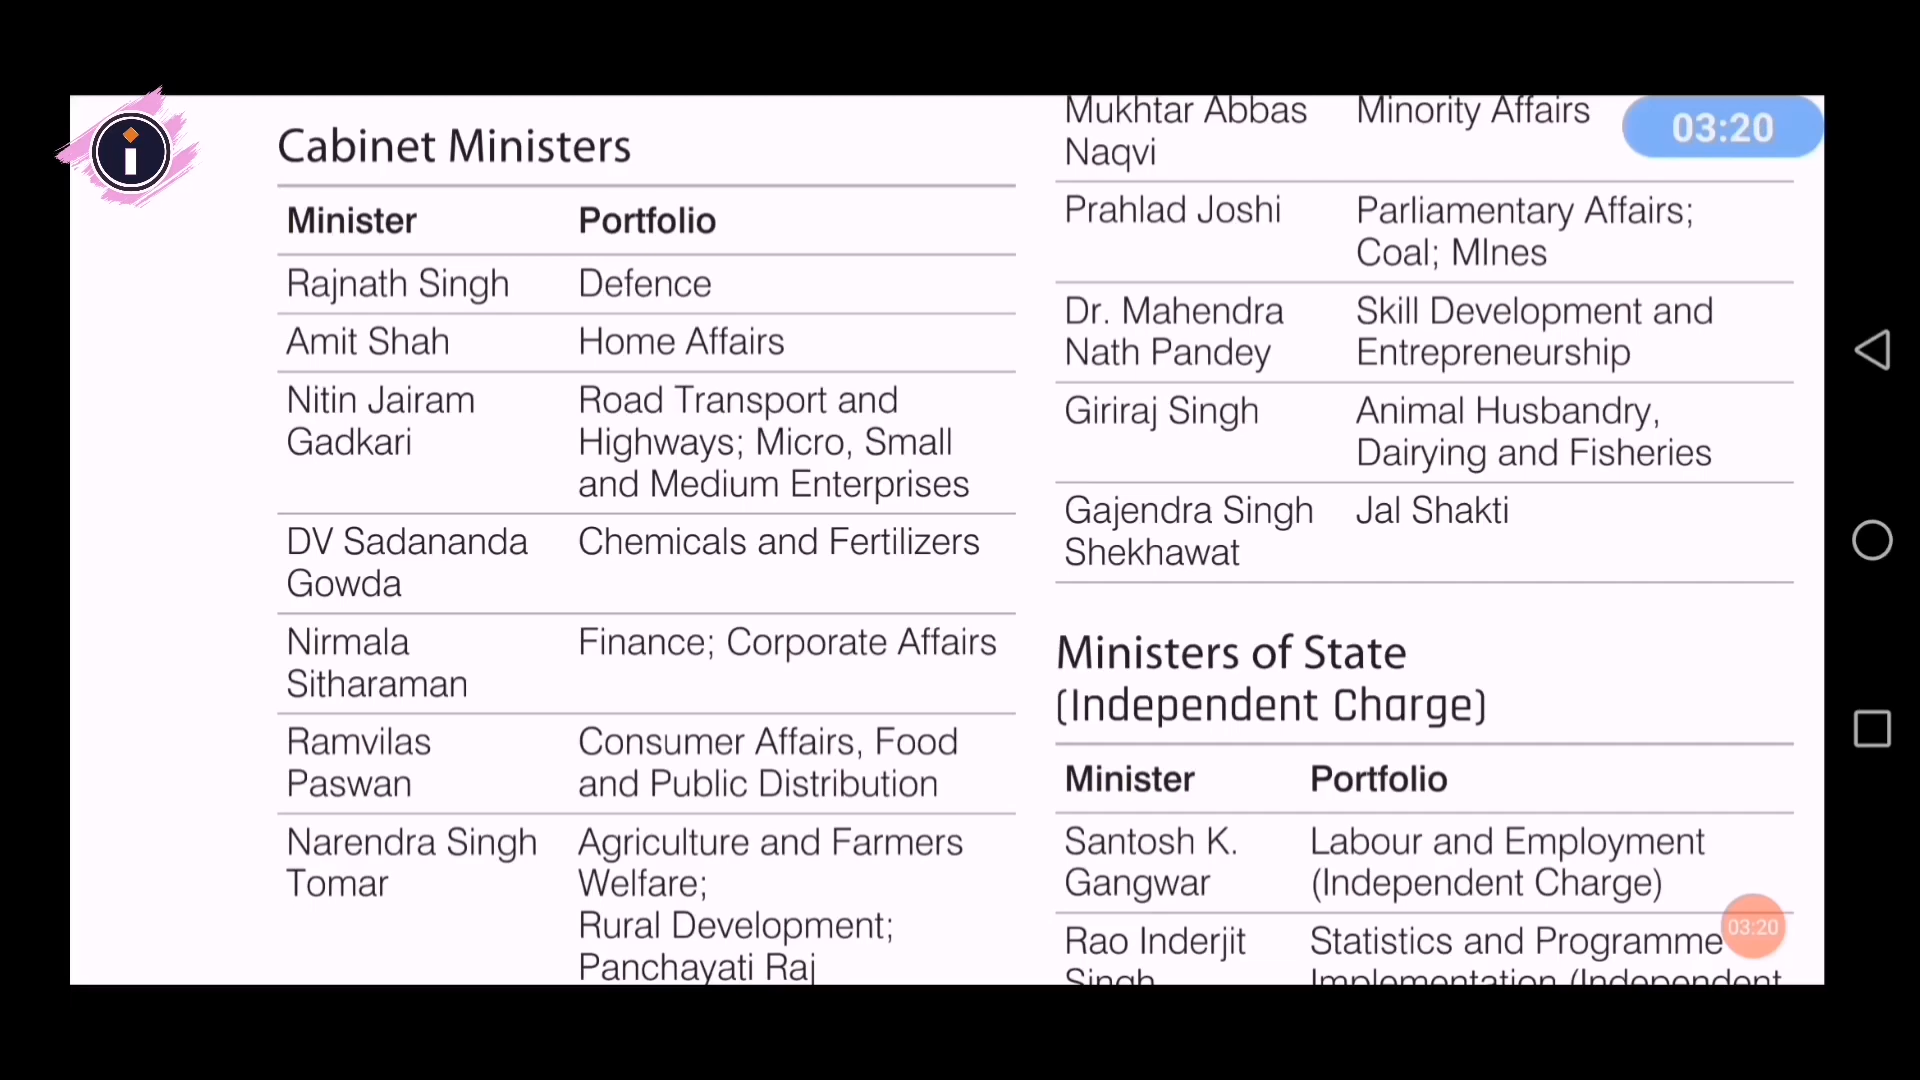 Cabinet Ministers
Minister Portfolio
Rajnath Singh Defence
Amit Shah Home Affairs
Nitin Jairam Road Transport and
Gadkari Highways; Micro, Small
and Medium Enterprises
DV Sadananda Chemicals and Fertilizers
Gowda
Nirmala Finance; Corporate Affairs
Sitharaman
Ramvilas Consumer Affairs, Food
Paswan and Public Distribution
Narendra Singh Agriculture and Farmers
Tomar Welfare;
Rural Development;
Panchayati Raj
Mukhtar Abbas Minority Affairs
Naqvi
03:20
Prahlad Joshi Parliamentary Affairs;
Coal; MInes
Dr. Mahendra Skill Development and
Nath Pandey Entrepreneurship
Giriraj Singh Animal Husbandry,
Dairying and Fisheries
Gajendra Singh Jal Shakti
Shekhawat
Ministers of State
(Independent Charge)
Minister Portfolio
Santosh K. Labour and Employment
Gangwar (Independent Charge)
Rao Inderjit Statistics and Programme
03:20
Singh Implementation (Independent
i